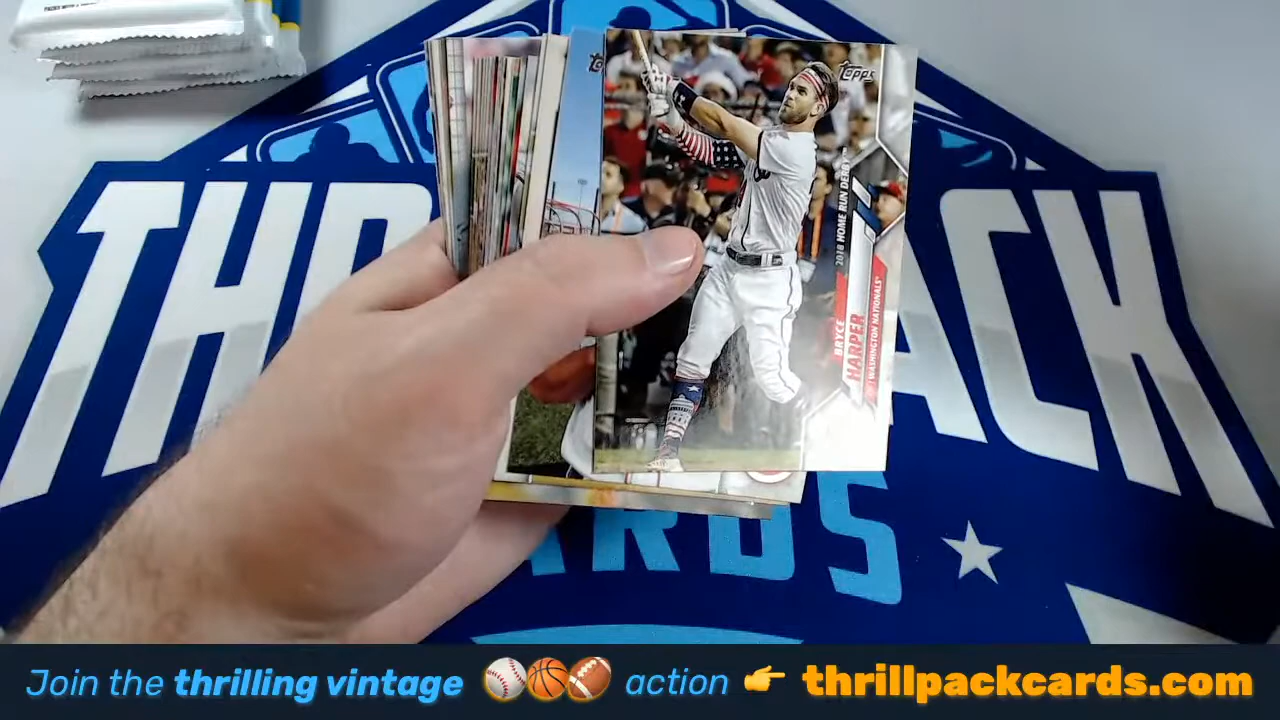 Topps
2018 HOME RUN DERBY
BRYCE
HARPER
WASHINGTON NATIONALS
THR
ACK
ARDS
Join the thrilling vintage action thrillpackcards.com